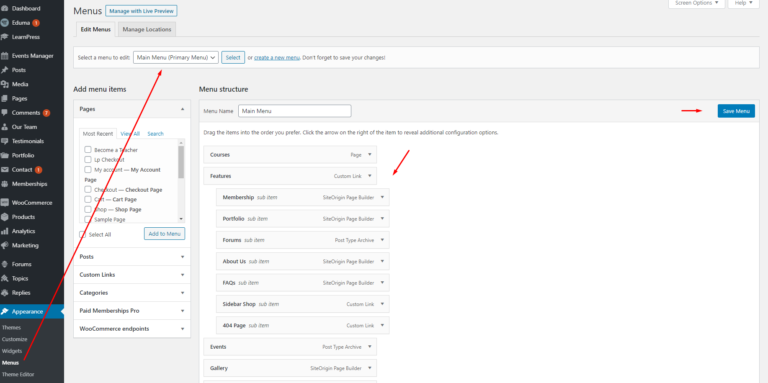 Dashboard
Eduma 1
LearnPress
Events Manager
Posts
Media
Pages
Comments 7
Our Team
Testimonials
Portfolio
Contact 1
Memberships
WooCommerce
Products
Analytics
Marketing
Forums
Topics
Replies
Appearance
Themes
Customize
Widgets
Menus
Theme Editor
Screen Options Help
Menus Manage with Live Preview
Edit Menus Manage Locations
Select a menu to edit: Main Menu (Primary Menu) Select or create a new menu. Don't forget to save your changes!
Add menu items
Pages
Most Recent View All Search
Become a Teacher
Lp Checkout
My account — My Account
Page
Checkout — Checkout Page
Cart — Cart Page
Shop — Shop Page
Sample Page
Select All Add to Menu
Posts
Custom Links
Categories
Paid Memberships Pro
WooCommerce endpoints
Menu structure
Menu Name Main Menu Save Menu
Drag the items into the order you prefer. Click the arrow on the right of the item to reveal additional configuration options.
Courses Page
Features Custom Link
Membership sub item SiteOrigin Page Builder
Portfolio sub item SiteOrigin Page Builder
Forums sub item Post Type Archive
About Us sub item SiteOrigin Page Builder
FAQs sub item SiteOrigin Page Builder
Sidebar Shop sub item Custom Link
404 Page sub item Custom Link
Events Post Type Archive
Gallery SiteOrigin Page Builder